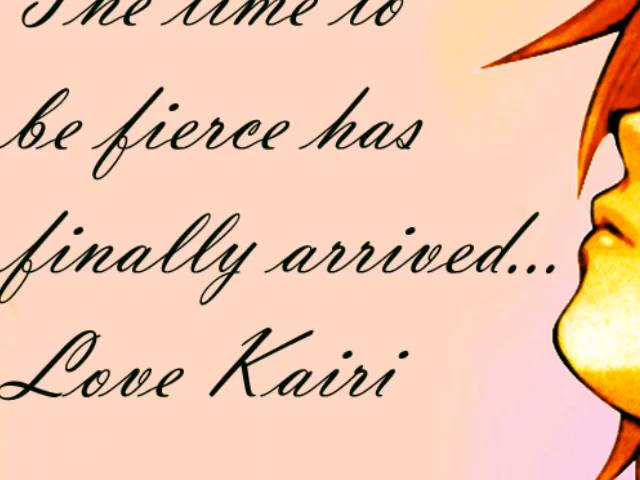 The time to
be fierce has
finally arrived...
Love Kairi